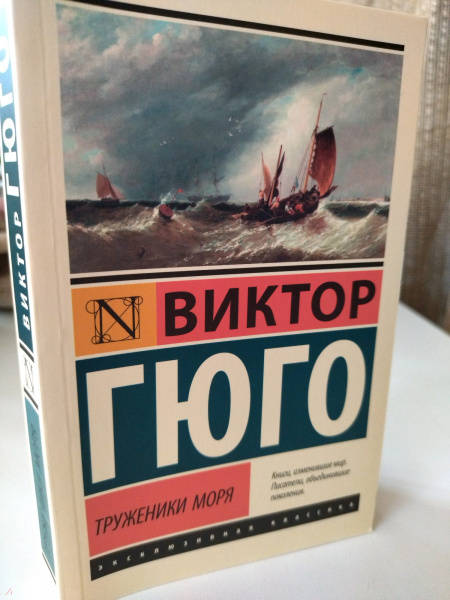 N
ВИКТОР
ГЮГО
ТРУЖЕНИКИ МОРЯ
Книги, изменившие мир.
Писатели, объединившие
поколения.
ЭКСКЛЮЗИВНАЯ КЛАССИКА
ВИКТОР ГЮГО